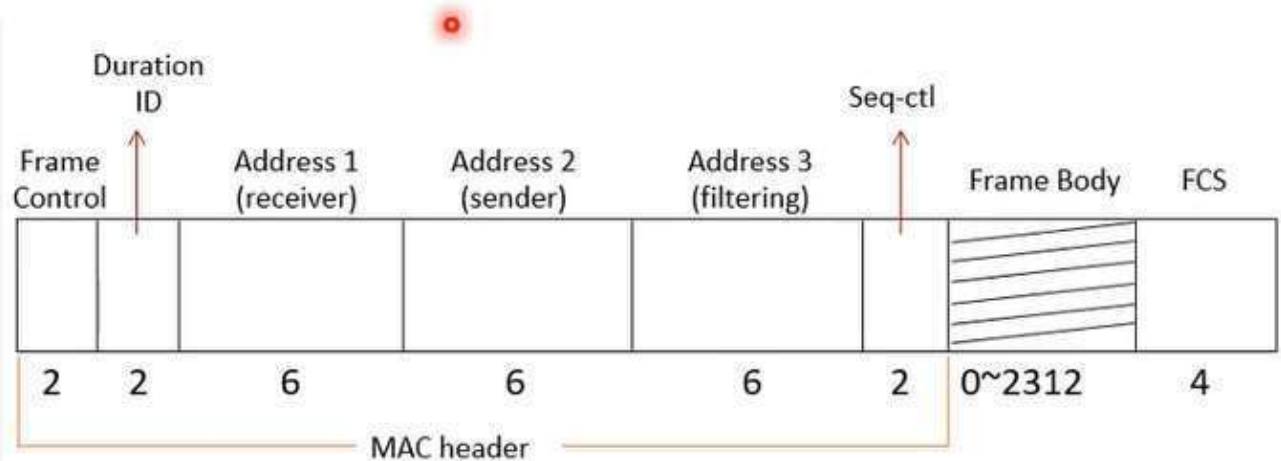 Duration
ID
Seq-ctl
Frame
Control
Address 1
(receiver)
Address 2
(sender)
Address 3
(filtering)
Frame Body
FCS
2
2
6
6
6
2
0~2312
4
MAC header